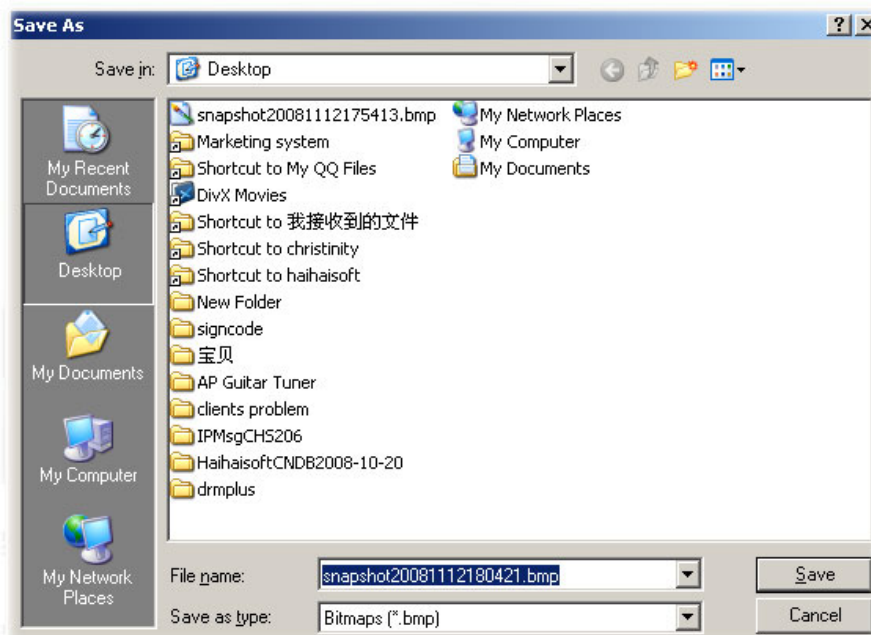 Save As
Save in:
Desktop
My Recent
Documents
Desktop
My Documents
My Computer
My Network
Places
snapshot20081112175413.bmp
Marketing system
Shortcut to My QQ Files
DivX Movies
Shortcut to 我接收到的文件
Shortcut to christinity
Shortcut to haihaisoft
New Folder
signcode
宝贝
AP Guitar Tuner
clients problem
IPMsgCHS206
HaihaisoftCNDB2008-10-20
drmplus
My Network Places
My Computer
My Documents
File name:
snapshot20081112180421.bmp
Save
Save as type:
Bitmaps (*.bmp)
Cancel